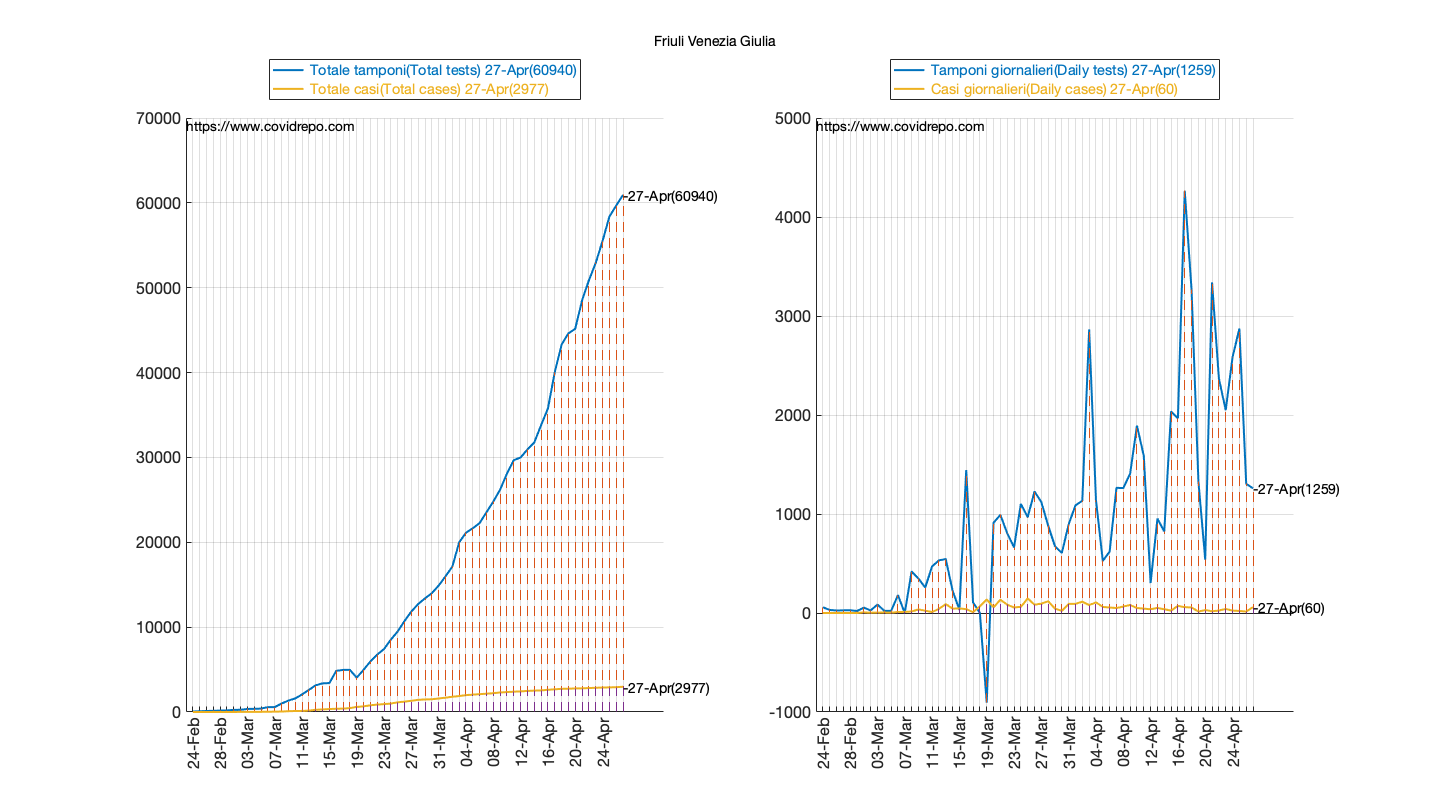 Friuli Venezia Giulia
Totale tamponi(Total tests) 27-Apr(60940)
Totale casi(Total cases) 27-Apr(2977)
70000
https://www.covidrepo.com
60000
50000
40000
30000
20000
10000
0
-27-Apr(60940)
-27-Apr(2977)
24-Feb
28-Feb
03-Mar
07-Mar
11-Mar
15-Mar
19-Mar
23-Mar
27-Mar
31-Mar
04-Apr
08-Apr
12-Apr
16-Apr
20-Apr
24-Apr
Tamponi giornalieri(Daily tests) 27-Apr(1259)
Casi giornalieri(Daily cases) 27-Apr(60)
5000
https://www.covidrepo.com
4000
3000
2000
1000
0
-1000
-27-Apr(1259)
-27-Apr(60)
24-Feb
28-Feb
03-Mar
07-Mar
11-Mar
15-Mar
19-Mar
23-Mar
27-Mar
31-Mar
04-Apr
08-Apr
12-Apr
16-Apr
20-Apr
24-Apr